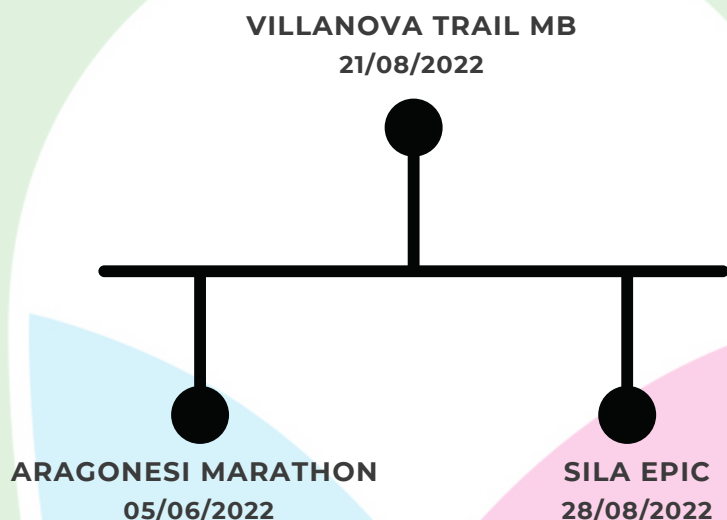 VILLANOVA TRAIL MB
21/08/2022
ARAGONESI MARATHON
05/06/2022
SILA EPIC
28/08/2022